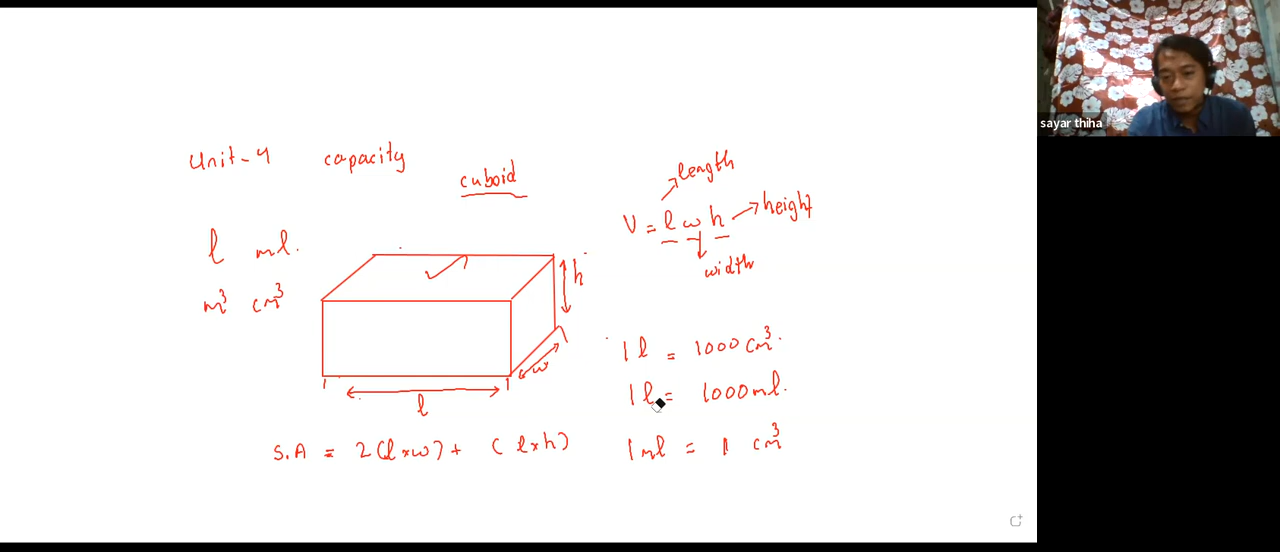 Unit-4 capacity
cuboid
l ml.
m³ cm³
h
w
l
S.A = 2(l×w) + (l×h)
length
V = l w h
height
width
1 l = 1000 cm³.
1 l = 1000 ml.
1 ml = 1 cm³
sayar thiha